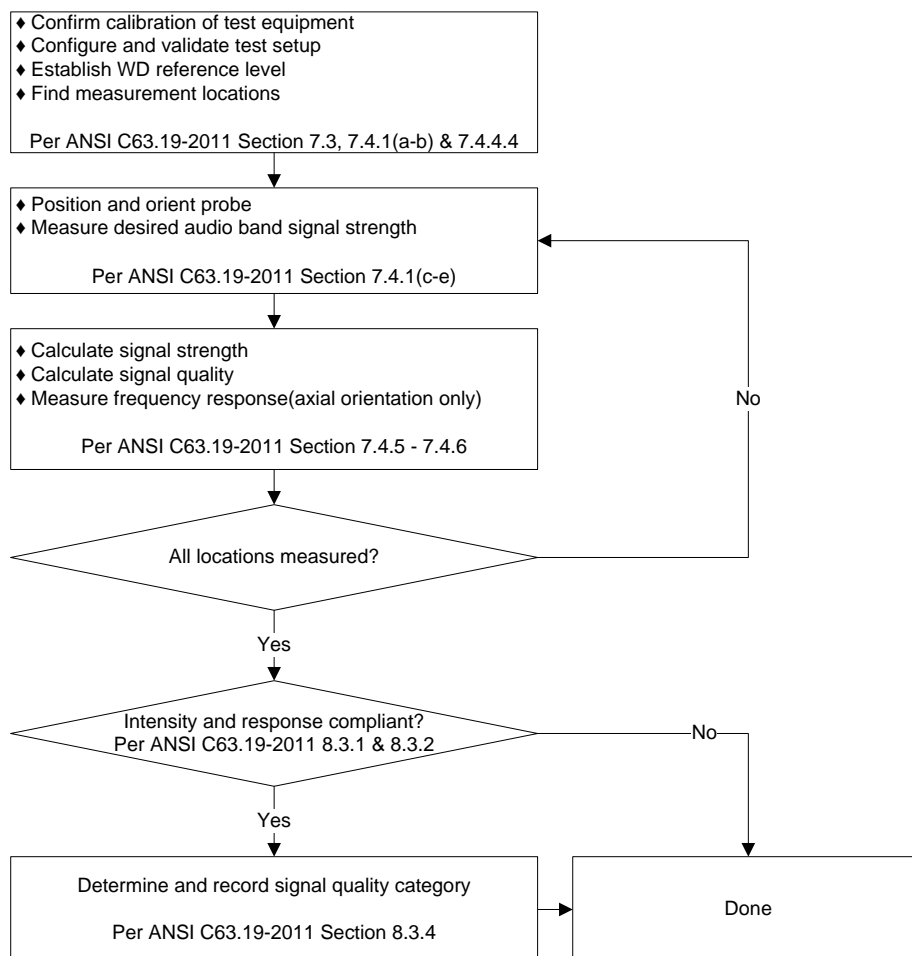 ♦ Confirm calibration of test equipment
♦ Configure and validate test setup
♦ Establish WD reference level
♦ Find measurement locations
Per ANSI C63.19-2011 Section 7.3, 7.4.1(a-b) & 7.4.4.4
♦ Position and orient probe
♦ Measure desired audio band signal strength
Per ANSI C63.19-2011 Section 7.4.1(c-e)
♦ Calculate signal strength
♦ Calculate signal quality
♦ Measure frequency response(axial orientation only)
Per ANSI C63.19-2011 Section 7.4.5 - 7.4.6
No
All locations measured?
Yes
Intensity and response compliant?
Per ANSI C63.19-2011 8.3.1 & 8.3.2
No
Yes
Determine and record signal quality category
Per ANSI C63.19-2011 Section 8.3.4
Done